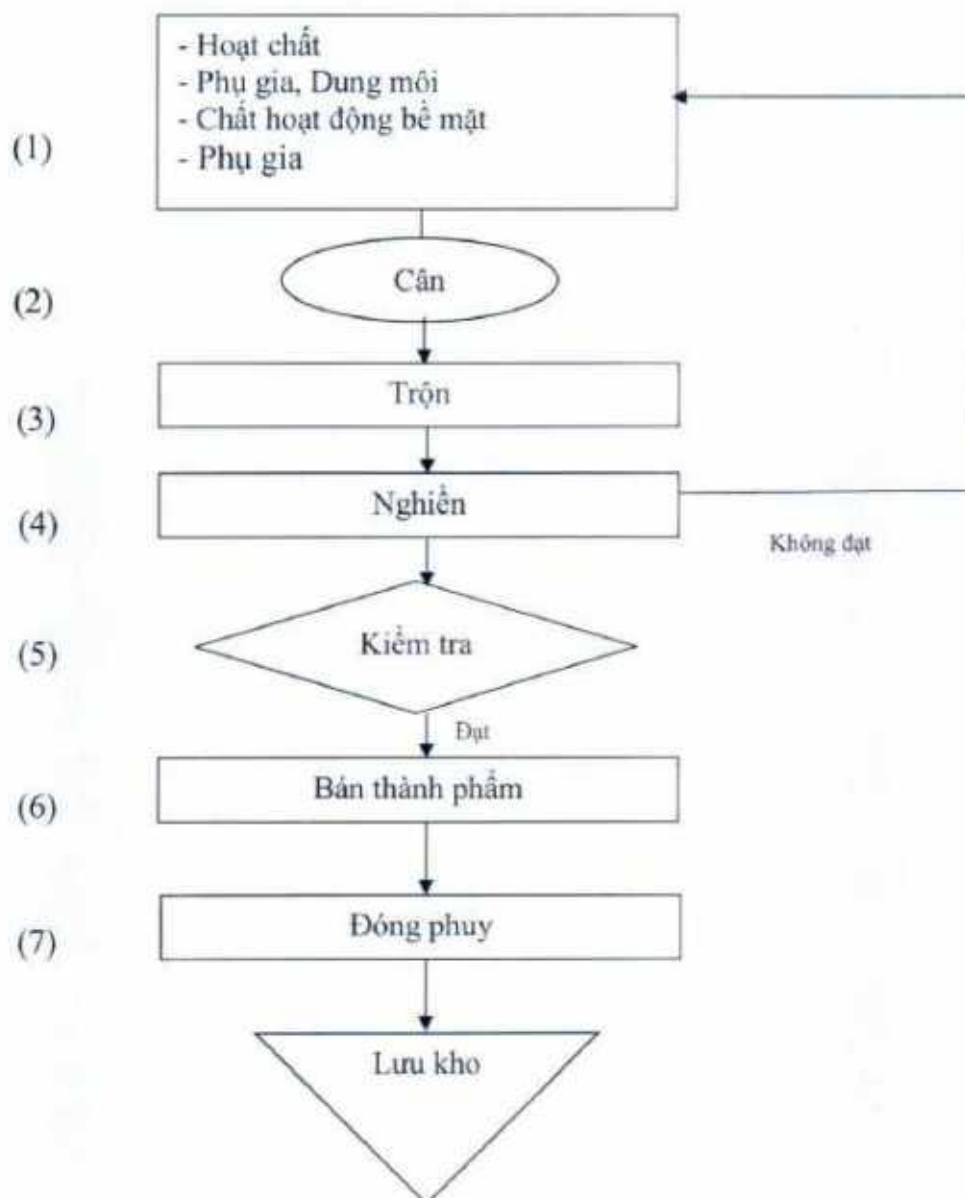 (1)
- Hoạt chất
- Phụ gia, Dung môi
- Chất hoạt động bề mặt
- Phụ gia
(2)
Cân
(3)
Trộn
(4)
Nghiền
Không đạt
(5)
Kiểm tra
Đạt
(6)
Bán thành phẩm
(7)
Đóng phuy
Lưu kho